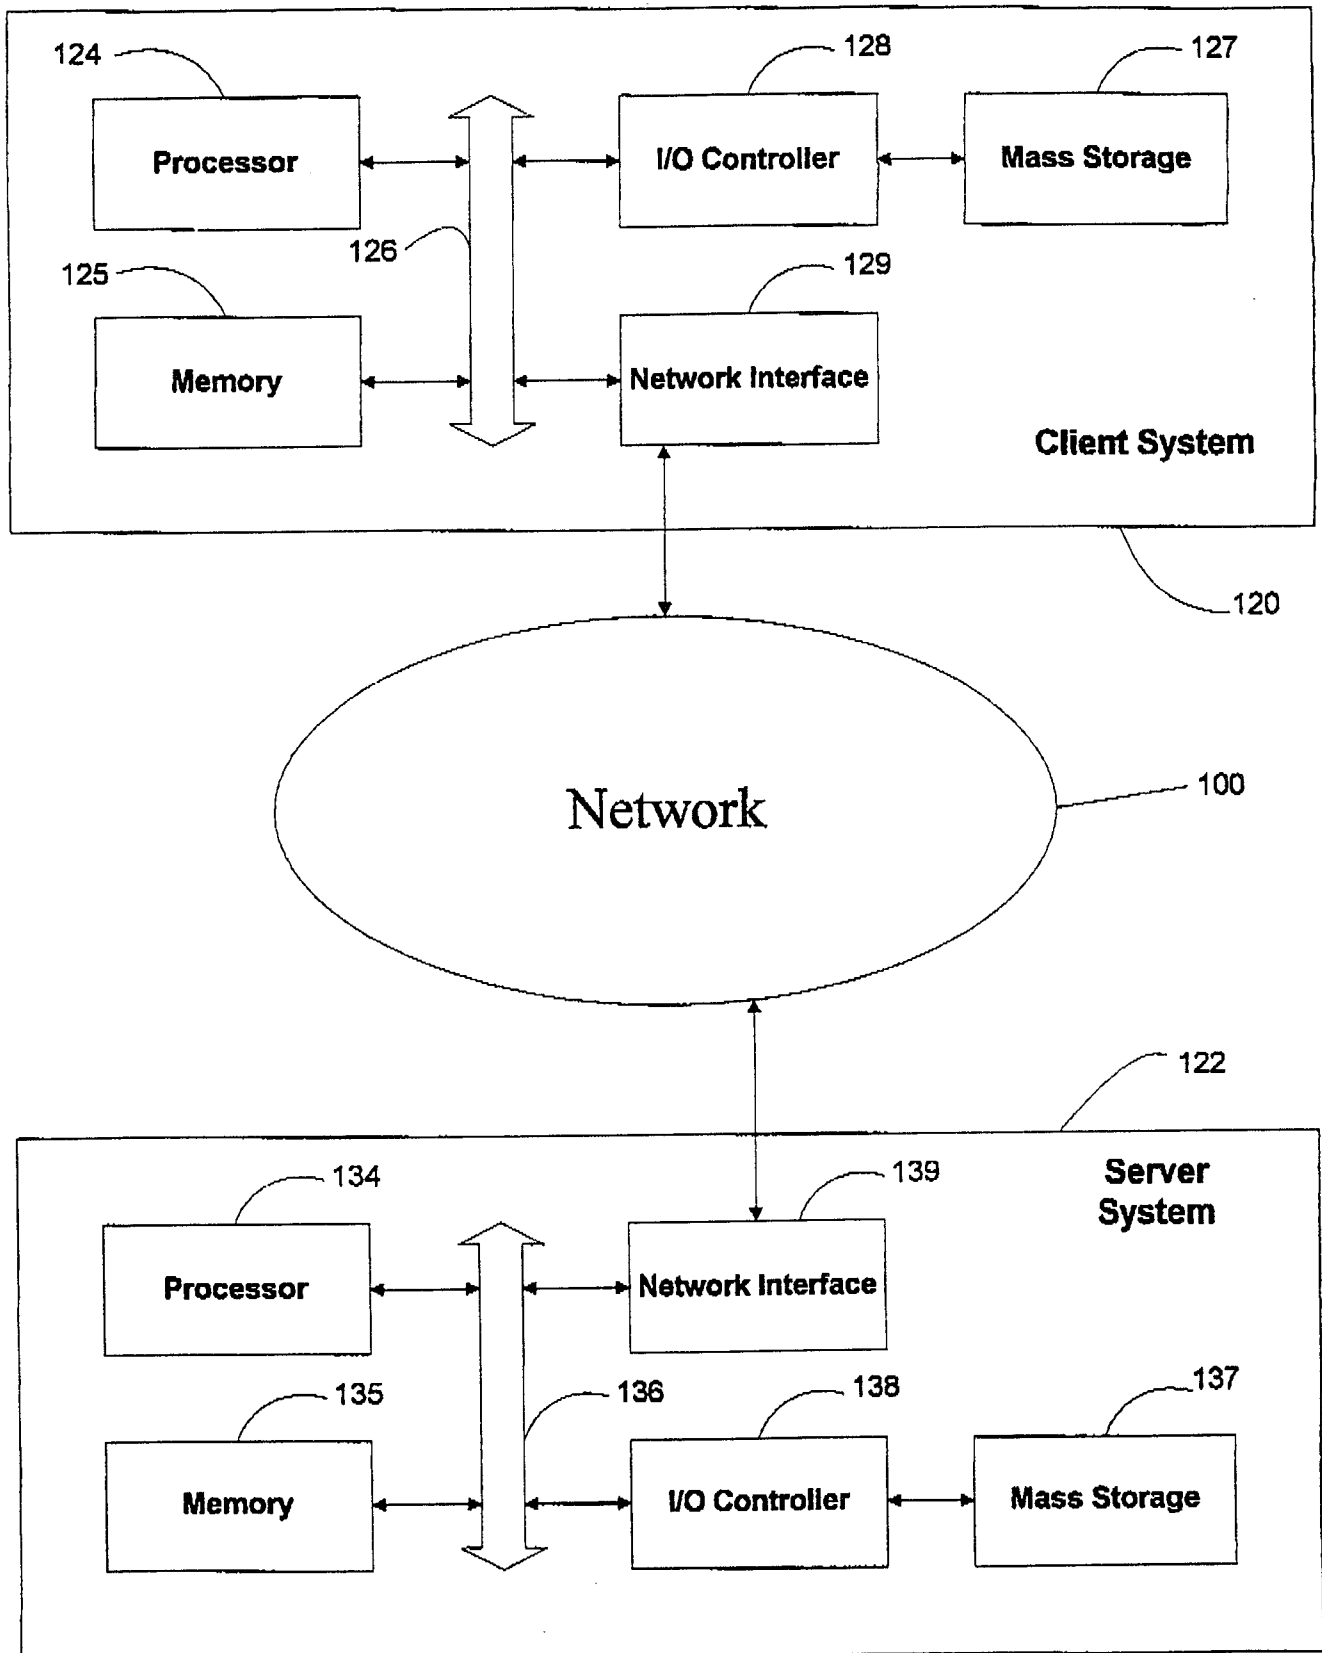 124
128
127
Processor
I/O Controller
Mass Storage
126
125
129
Memory
Network Interface
Client System
120
Network
100
122
134
139
Server
System
Processor
Network Interface
135
136
138
137
Memory
I/O Controller
Mass Storage